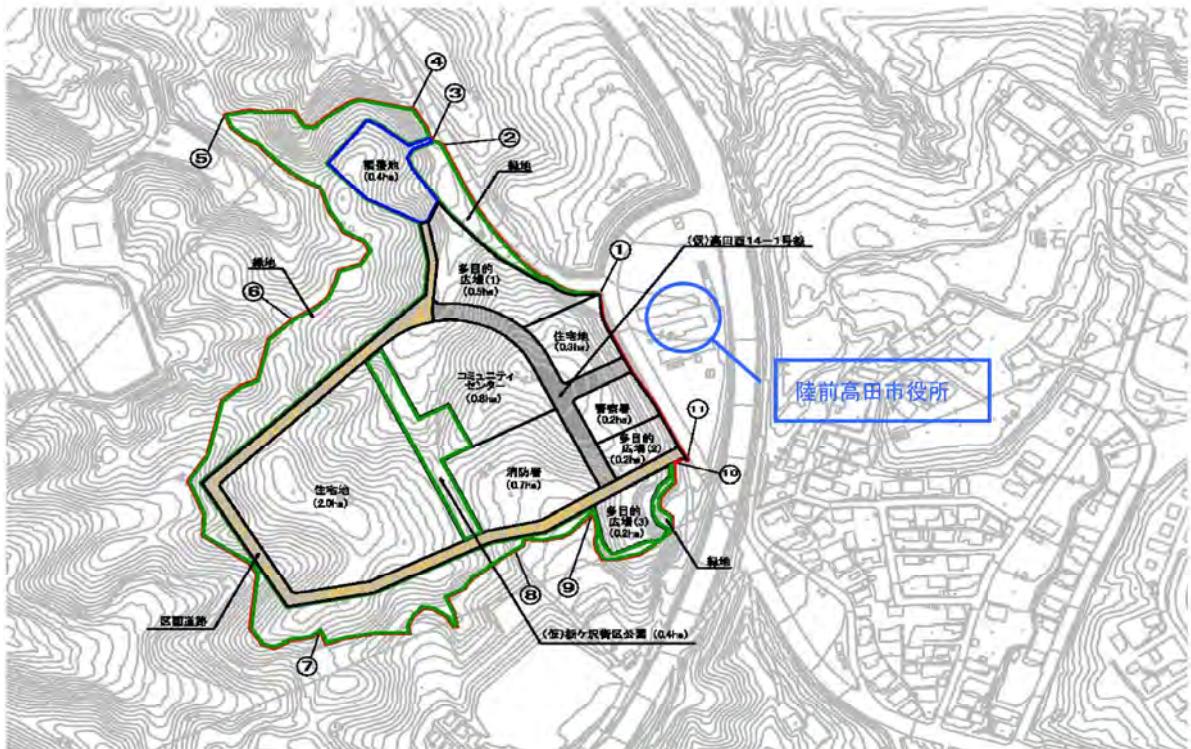 ④
③
②
⑤
(0.4ha)
緑地
(仮)高田西14－1号線
①
鳴石
緑地
⑥
多目的
広場(1)
(0.5ha)
住宅地
(0.3ha)
陸前高田市役所
コミュニティ
センター
(0.8ha)
警察署
(0.2ha)
⑪
多目的
広場(2)
(0.2ha)
⑩
消防署
(0.7ha)
住宅地
(2.0ha)
多目的
広場(3)
(0.2ha)
緑地
⑨
⑧
区画道路
街区公園 (0.4ha)
⑦